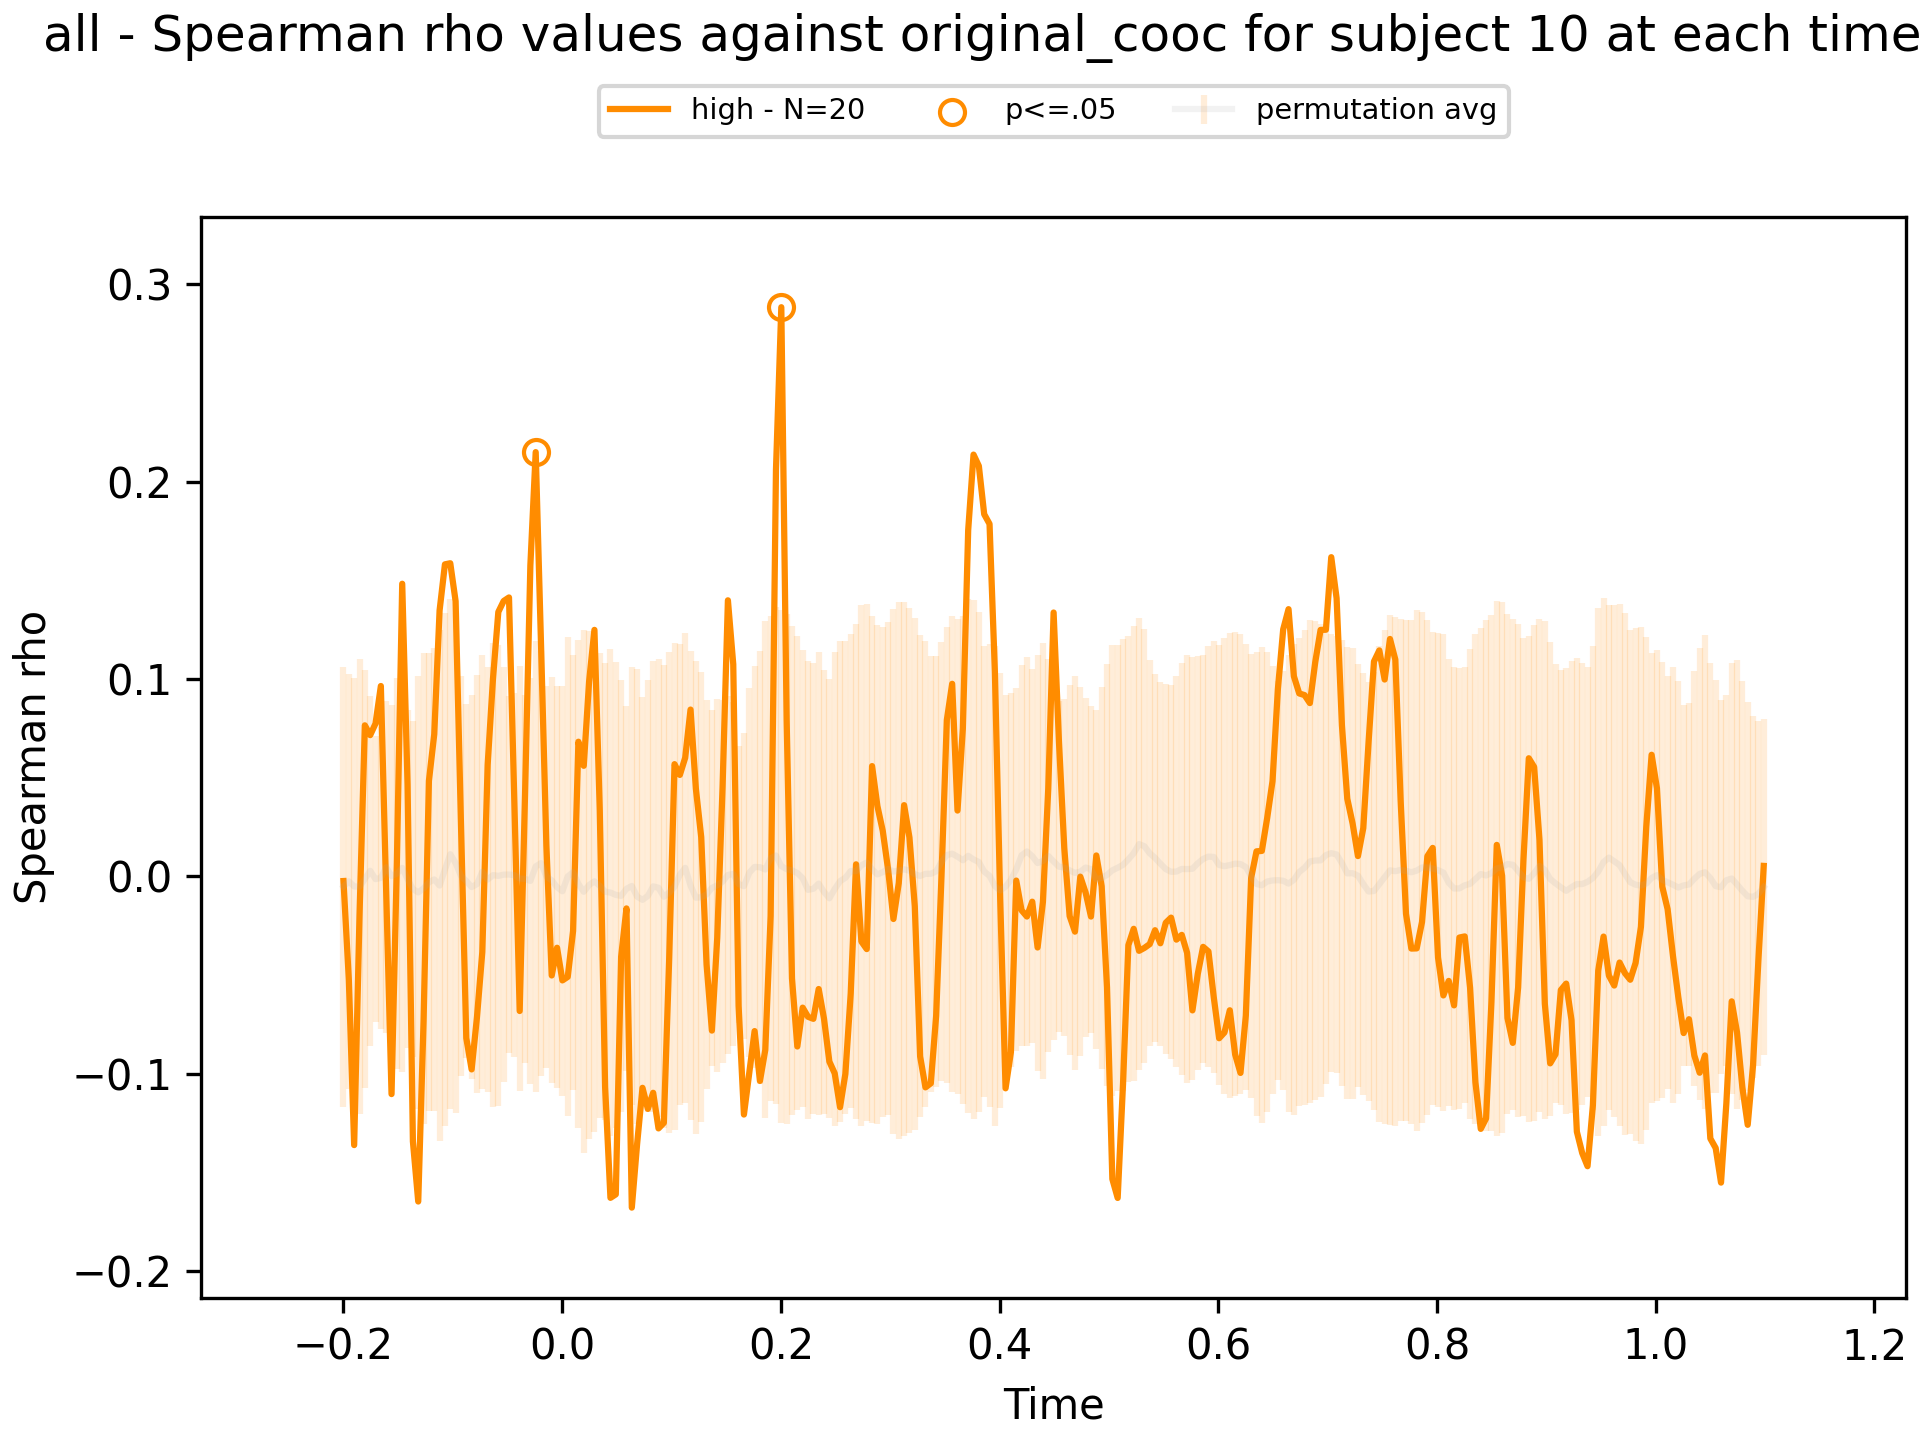 all - Spearman rho values against original_cooc for subject 10 at each time
high - N=20 p<=.05 permutation avg
0.3
0.2
0.1
0.0
−0.1
−0.2
Spearman rho
−0.2 0.0 0.2 0.4 0.6 0.8 1.0 1.2
Time